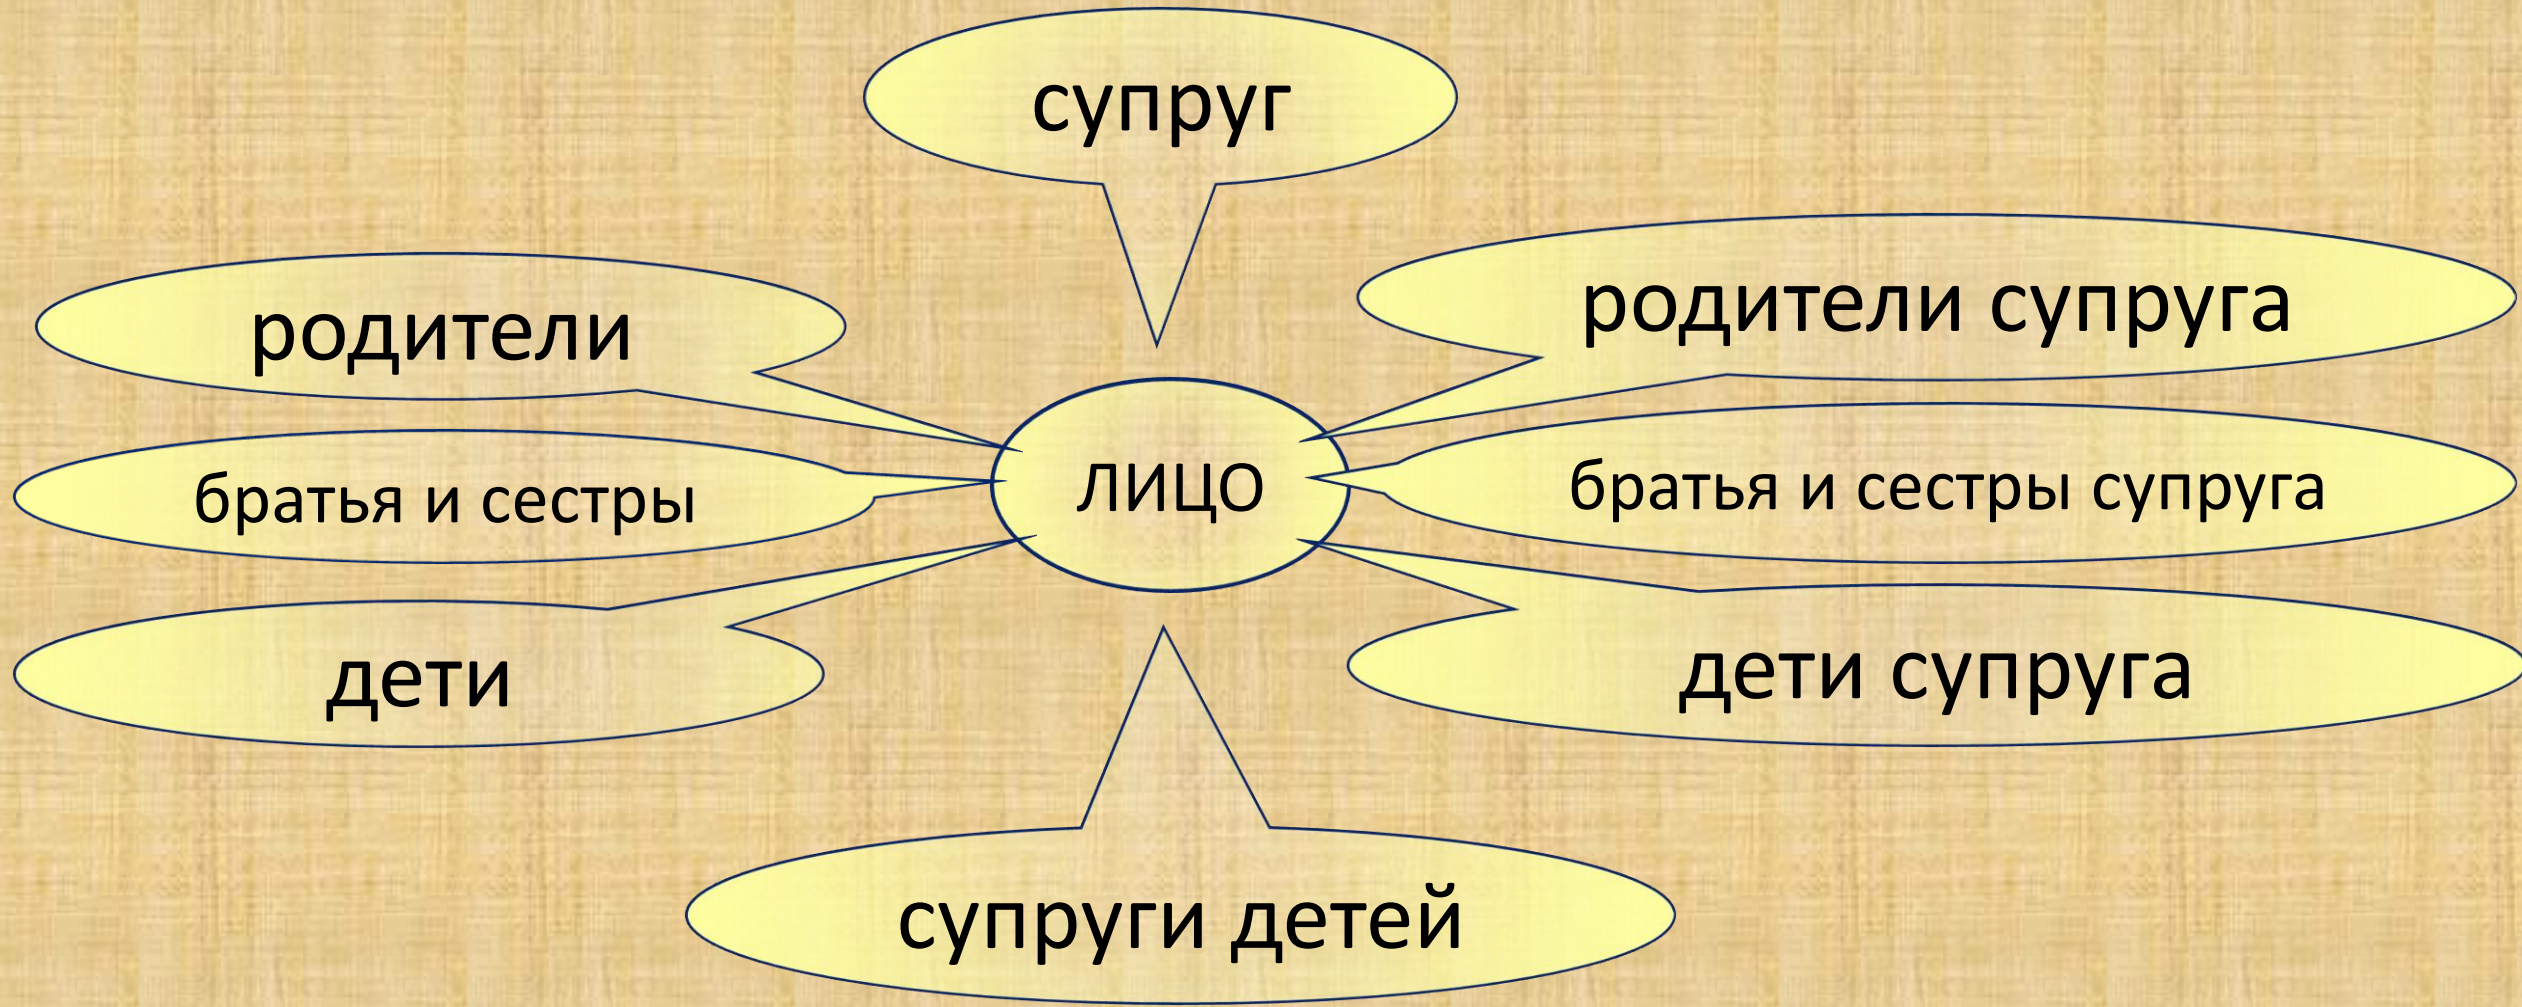 супруг
родители
родители супруга
братья и сестры
ЛИЦО
братья и сестры супруга
дети
дети супруга
супруги детей